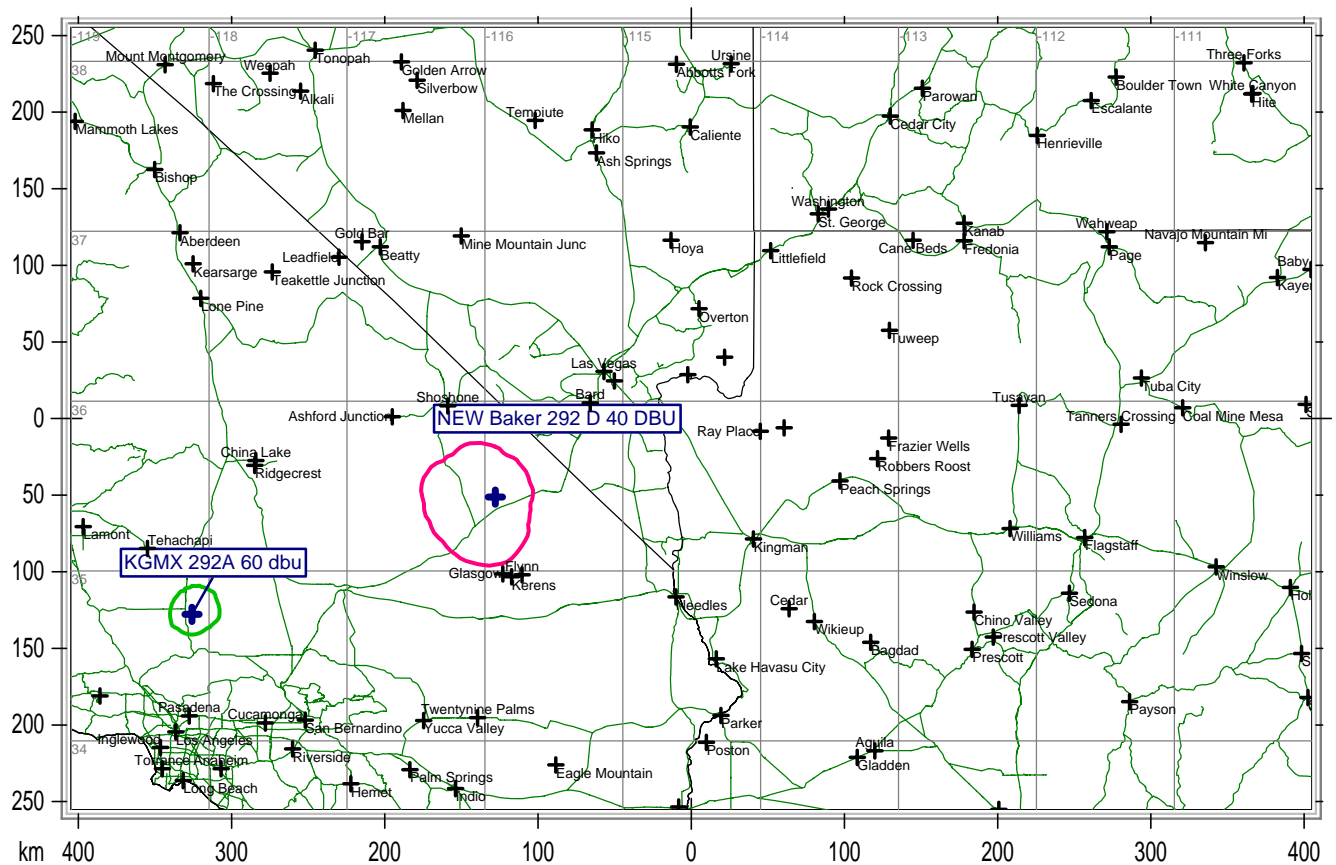 250
-119
-118
-117
-116
-115
-114
-113
-112
-111
Mount Montgomery
Weepah
Tonopah
Ursine
Three Forks
38
Golden Arrow
Abbotts Fork
The Crossing
Alkali
Silverbow
Parowan
Boulder Town
White Canyon
Hite
200
Mammoth Lakes
Mellan
Tempiute
Hiko
Caliente
Cedar City
Escalante
Henrieville
Ash Springs
150
Bishop
Washington
St. George
37
Aberdeen
Gold Bar
Mine Mountain Junc
Hoya
Kanab
Wahweap
Navajo Mountain Mi
Leadfield
Beatty
Littlefield
Cane Beds
Fredonia
Page
100
Kearsarge
Teakettle Junction
Rock Crossing
Baby
Kayen
Lone Pine
Overton
50
Tuweep
Las Vegas
Tuba City
36
Shoshone
Bard
Tusayan
0
Ashford Junction
NEW Baker 292 D 40 DBU
Ray Place
Tanners Crossing
Coal Mine Mesa
China Lake
Ridgecrest
Frazier Wells
Robbers Roost
50
Peach Springs
Lamont
Tehachapi
Kingman
Williams
Flagstaff
KGMX 292A 60 dbu
100
35
Glasgow
Flynn
Kerens
Winslow
Needles
Cedar
Sedona
Hol
Wikieup
Chino Valley
Prescott Valley
150
Bagdad
Prescott
Lake Havasu City
S
Pasadena
Cucamonga
San Bernardino
Twentynine Palms
Yucca Valley
Parker
Payson
200
34
Inglewood
Los Angeles
Riverside
Poston
Aguila
Gladden
Torrance
Anaheim
Palm Springs
Eagle Mountain
Long Beach
Hemet
Indio
250
km
400
300
200
100
0
100
200
300
400